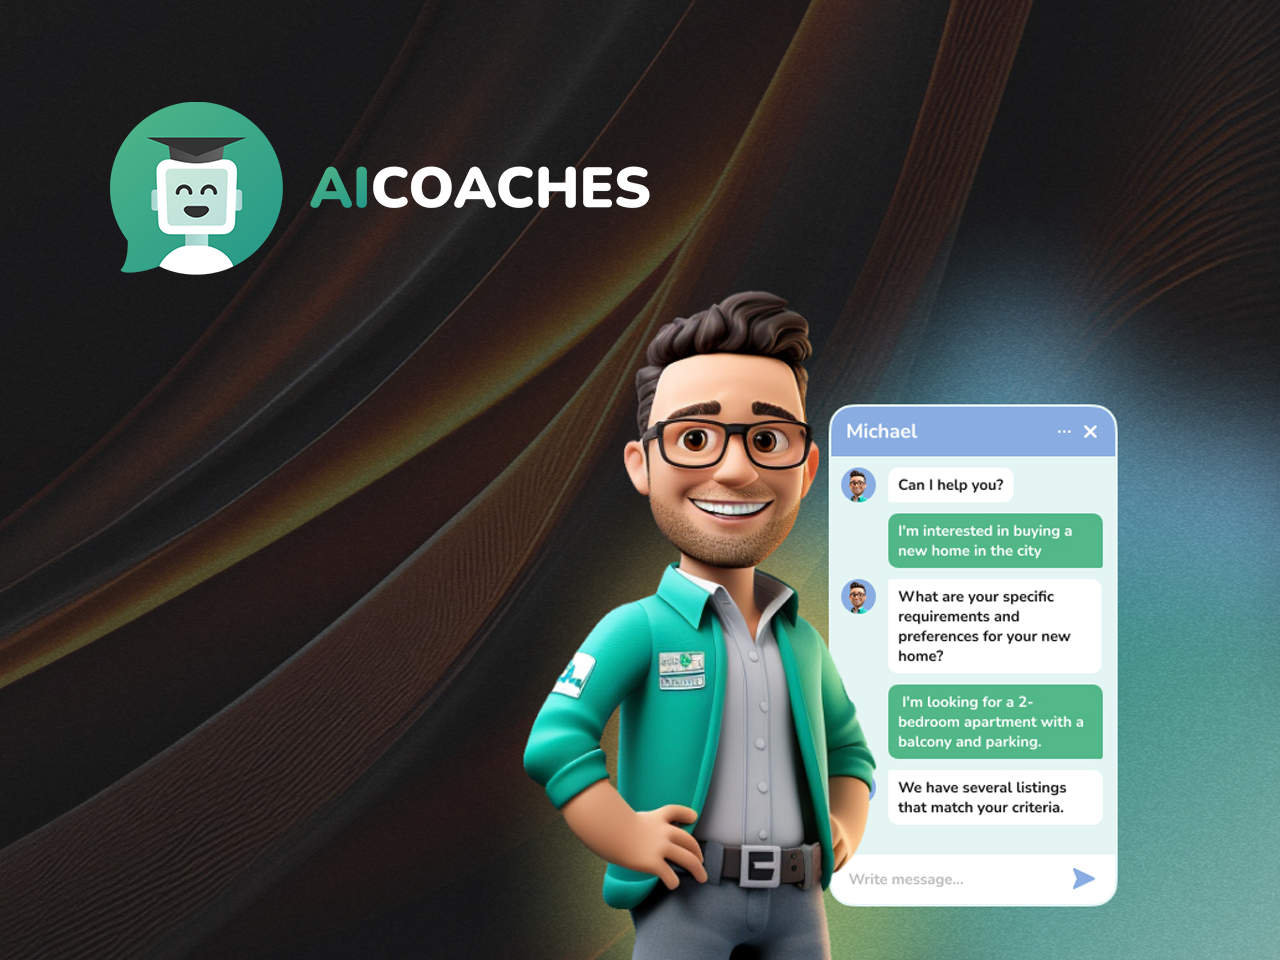 AICOACHES
Michael
Can I help you?
I'm interested in buying a
new home in the city
What are your specific
requirements and
preferences for your new
home?
I'm looking for a 2-
bedroom apartment with a
balcony and parking.
We have several listings
that match your criteria.
Write message...